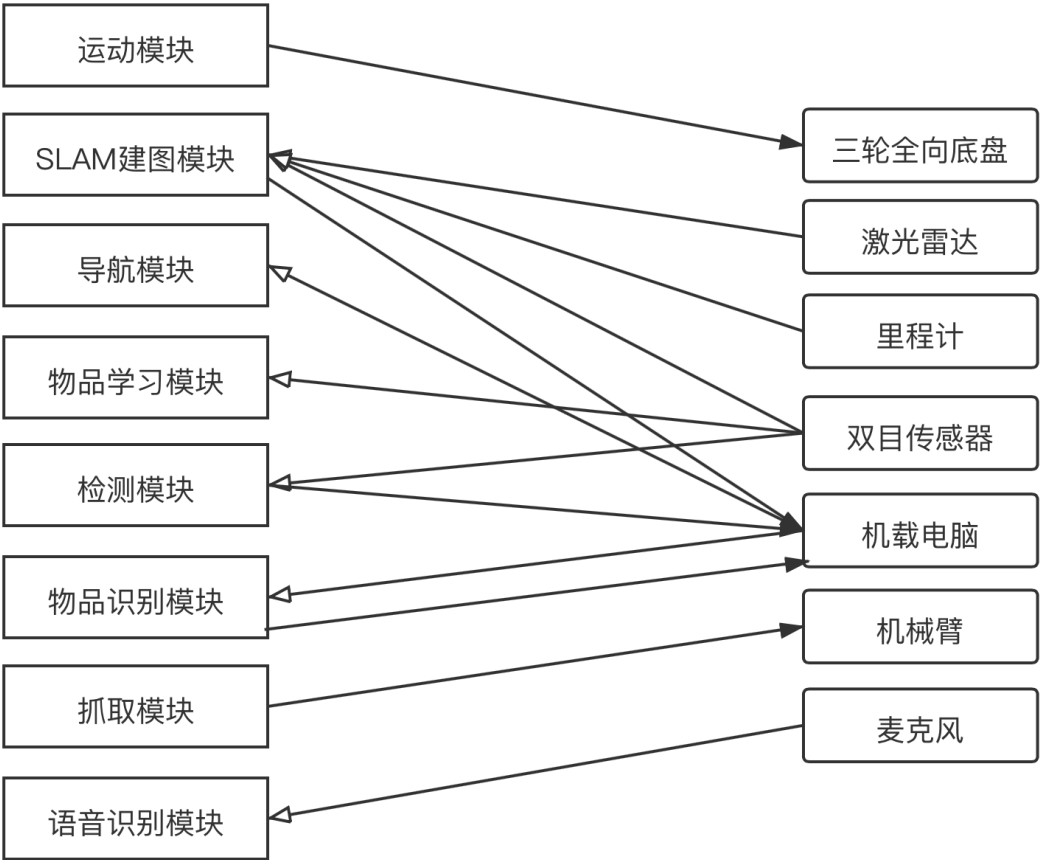 运动模块
SLAM建图模块
导航模块
物品学习模块
检测模块
物品识别模块
抓取模块
语音识别模块
三轮全向底盘
激光雷达
里程计
双目传感器
机载电脑
机械臂
麦克风